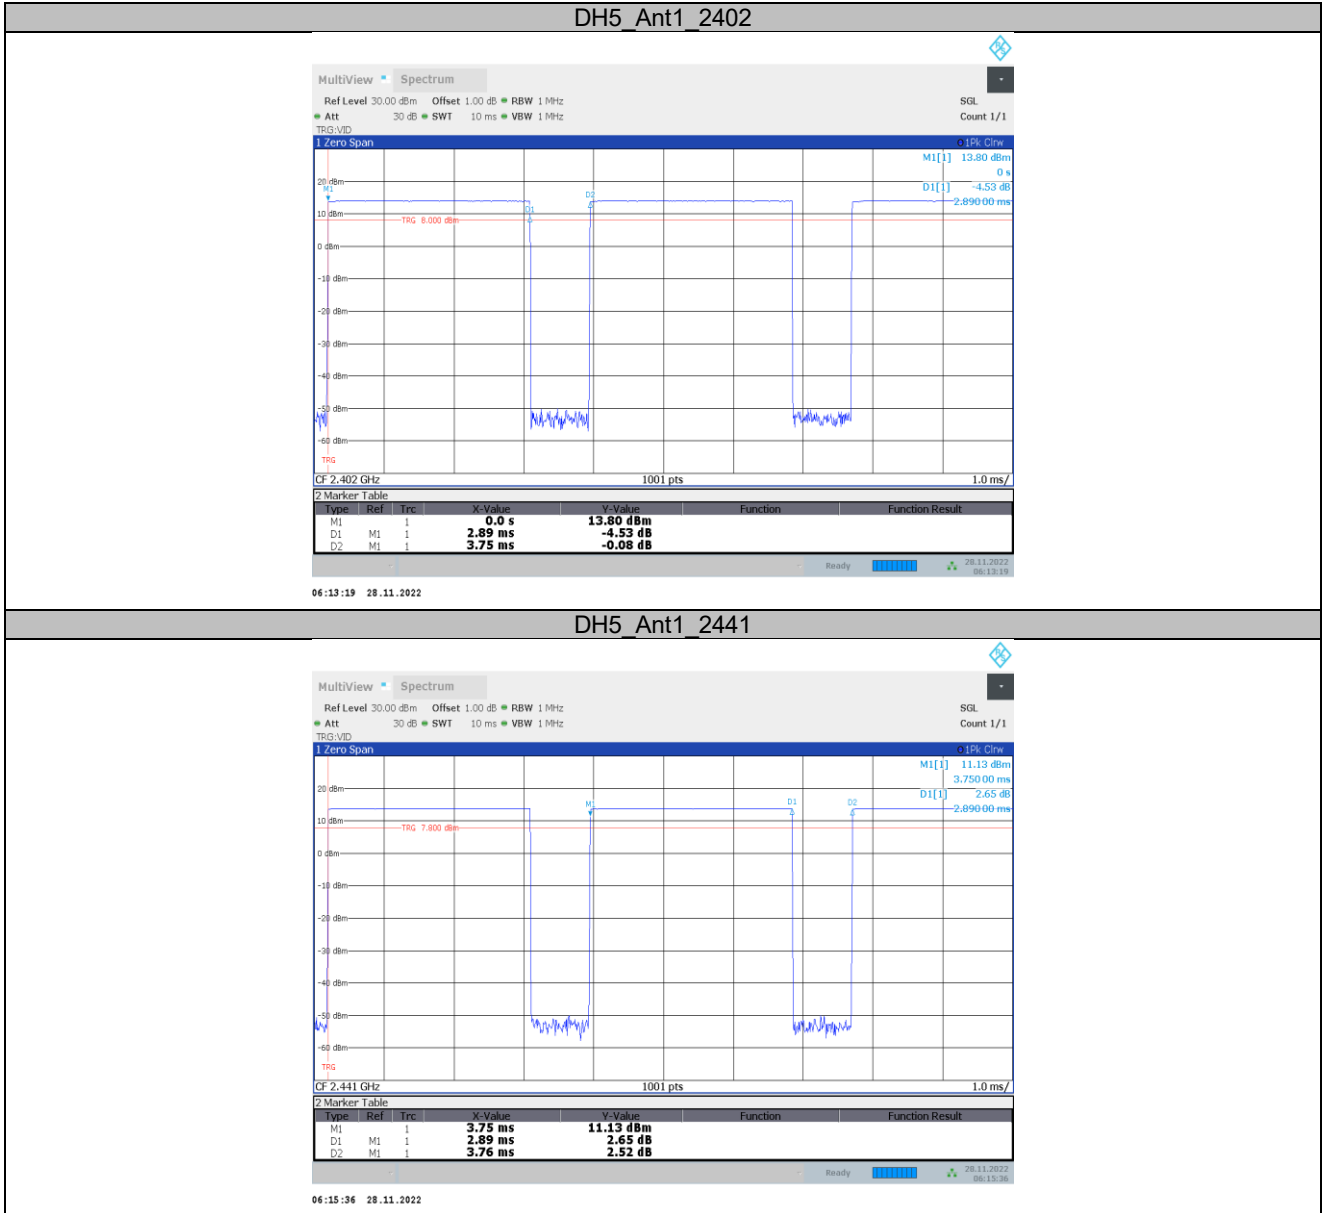 DH5_Ant1_2402
MultiView Spectrum
Ref Level 30.00 dBm Offset 1.00 dB RBW 1 MHz SGL
Att 30 dB SWT 10 ms VBW 1 MHz Count 1/1
TRG:VID
1 Zero Span 1Pk Clrw
M1[1] 13.80 dBm
0 s
20 dBm D1[1] -4.53 dB
M1 D2 2.89000 ms
D1
10 dBm
TRG 8.000 dBm
0 dBm
-10 dBm
-20 dBm
-30 dBm
-40 dBm
-50 dBm
-60 dBm
TRG
CF 2.402 GHz 1001 pts 1.0 ms/
2 Marker Table
Type Ref Trc X-Value Y-Value Function Function Result
M1 1 0.0 s 13.80 dBm
D1 M1 1 2.89 ms -4.53 dB
D2 M1 1 3.75 ms -0.08 dB
Ready 28.11.2022
06:13:19
06:13:19 28.11.2022
DH5_Ant1_2441
MultiView Spectrum
Ref Level 30.00 dBm Offset 1.00 dB RBW 1 MHz SGL
Att 30 dB SWT 10 ms VBW 1 MHz Count 1/1
TRG:VID
1 Zero Span 1Pk Clrw
M1[1] 11.13 dBm
3.75000 ms
20 dBm D1[1] 2.65 dB
M1 D1 D2 2.89000 ms
10 dBm
TRG 7.800 dBm
0 dBm
-10 dBm
-20 dBm
-30 dBm
-40 dBm
-50 dBm
-60 dBm
TRG
CF 2.441 GHz 1001 pts 1.0 ms/
2 Marker Table
Type Ref Trc X-Value Y-Value Function Function Result
M1 1 3.75 ms 11.13 dBm
D1 M1 1 2.89 ms 2.65 dB
D2 M1 1 3.76 ms 2.52 dB
Ready 28.11.2022
06:15:36
06:15:36 28.11.2022